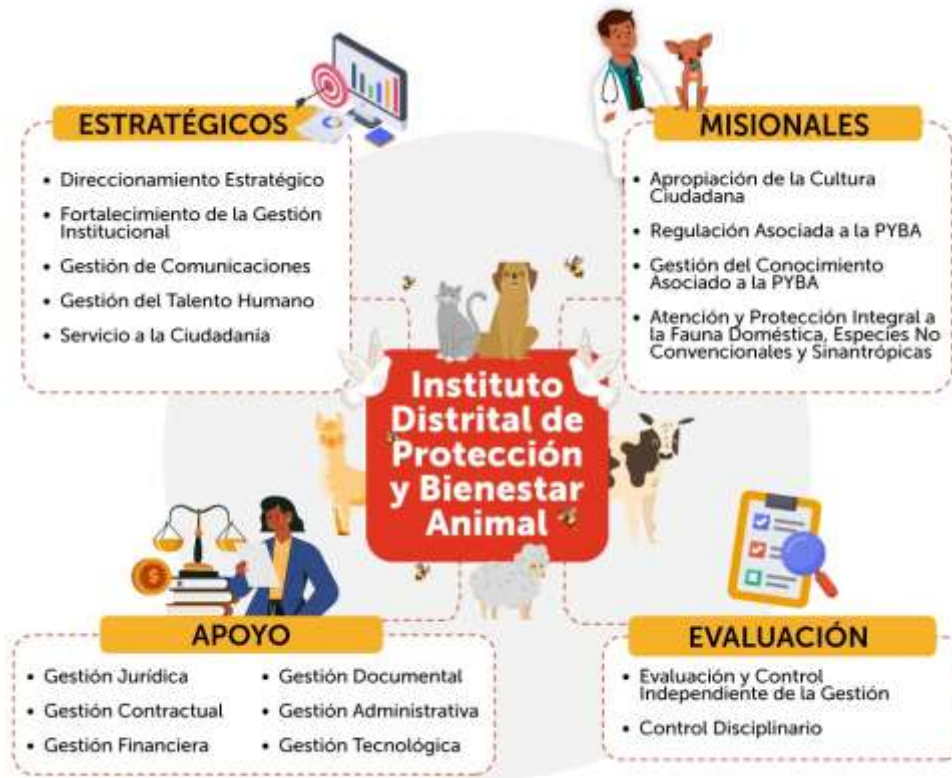 ESTRATÉGICOS
• Direccionamiento Estratégico
• Fortalecimiento de la Gestión
Institucional
• Gestión de Comunicaciones
• Gestión del Talento Humano
• Servicio a la Ciudadanía
MISIONALES
• Apropiación de la Cultura
Ciudadana
• Regulación Asociada a la PYBA
• Gestión del Conocimiento
Asociado a la PYBA
• Atención y Protección Integral a
la Fauna Doméstica, Especies No
Convencionales y Sinantrópicas
Instituto
Distrital de
Protección
y Bienestar
Animal
APOYO
• Gestión Jurídica
• Gestión Contractual
• Gestión Financiera
• Gestión Documental
• Gestión Administrativa
• Gestión Tecnológica
EVALUACIÓN
• Evaluación y Control
Independiente de la Gestión
• Control Disciplinario